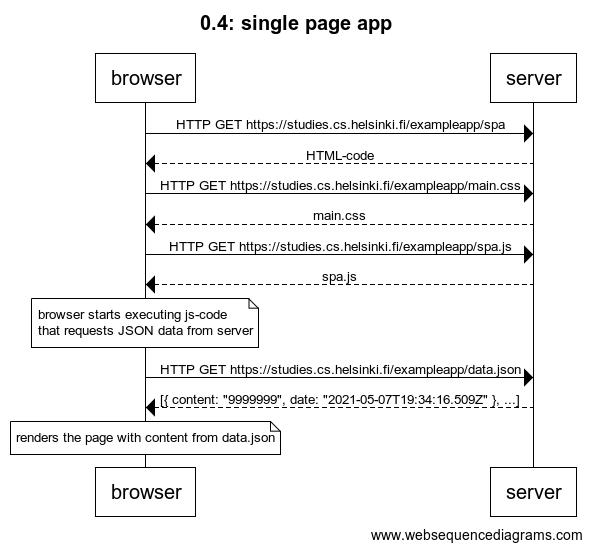 0.4: single page app
browser
server
HTTP GET https://studies.cs.helsinki.fi/exampleapp/spa
HTML-code
HTTP GET https://studies.cs.helsinki.fi/exampleapp/main.css
main.css
HTTP GET https://studies.cs.helsinki.fi/exampleapp/spa.js
spa.js
browser starts executing js-code
that requests JSON data from server
HTTP GET https://studies.cs.helsinki.fi/exampleapp/data.json
[{ content: "9999999", date: "2021-05-07T19:34:16.509Z" }, ...]
renders the page with content from data.json
browser
server
www.websequencediagrams.com